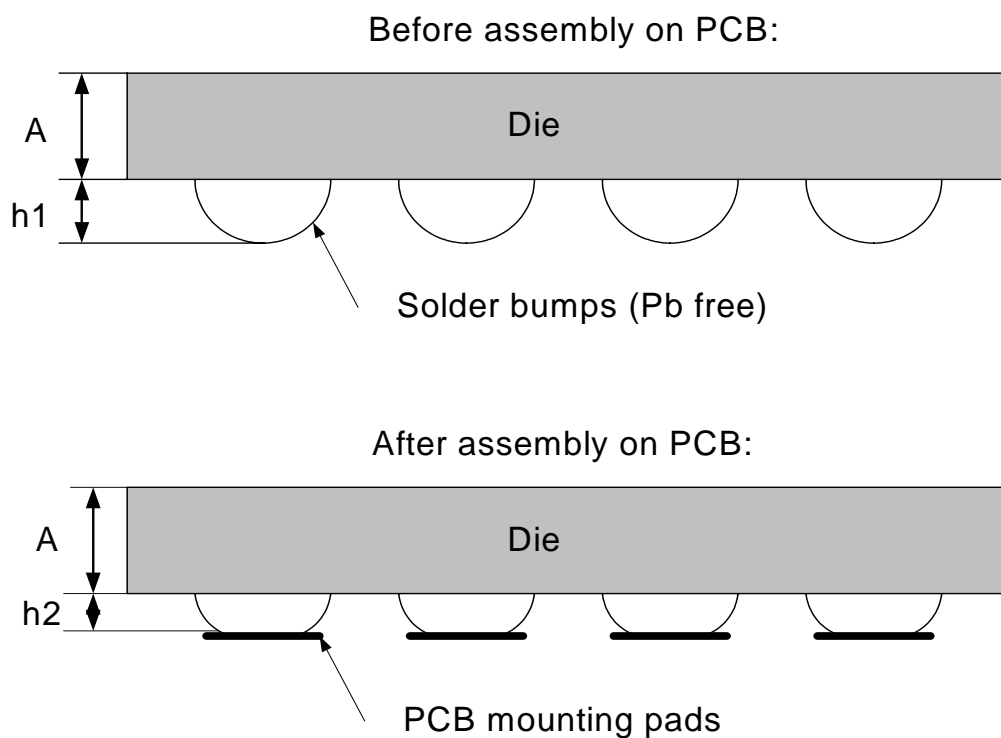 Before assembly on PCB:
A
Die
h1
Solder bumps (Pb free)
After assembly on PCB:
A
Die
h2
PCB mounting pads